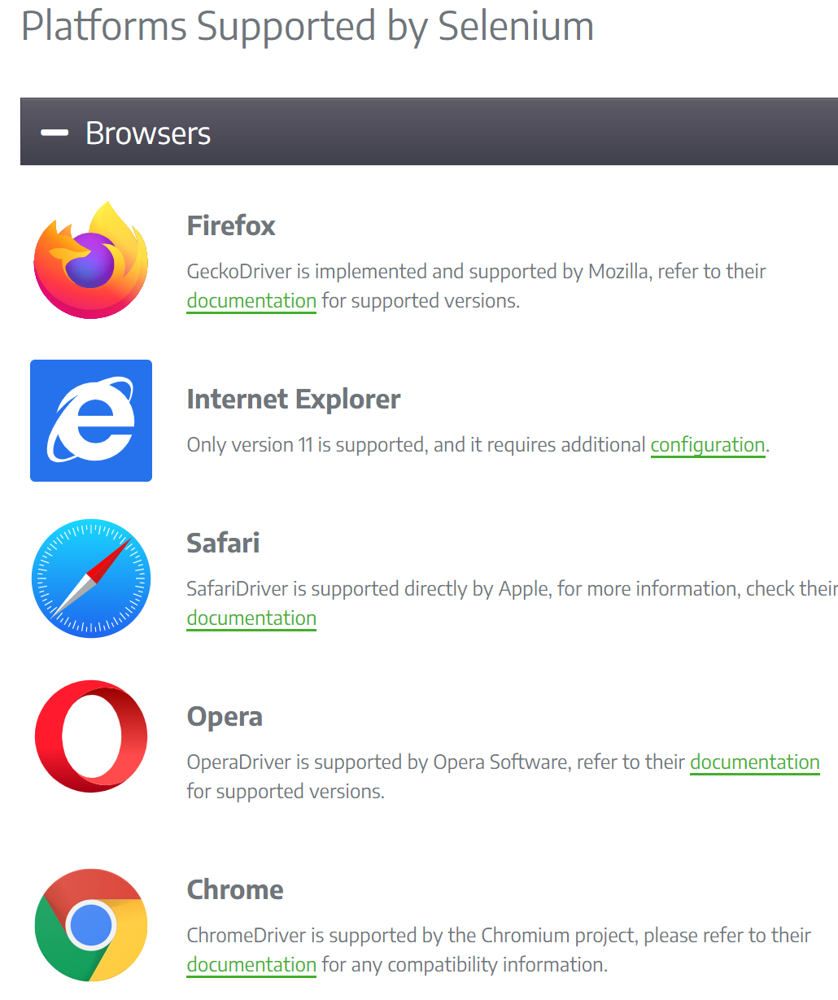 Platforms Supported by Selenium
Browsers
Firefox
GeckoDriver is implemented and supported by Mozilla, refer to their
documentation for supported versions.
Internet Explorer
Only version 11 is supported, and it requires additional configuration.
Safari
SafariDriver is supported directly by Apple, for more information, check their
documentation
Opera
OperaDriver is supported by Opera Software, refer to their documentation
for supported versions.
Chrome
ChromeDriver is supported by the Chromium project, please refer to their
documentation for any compatibility information.